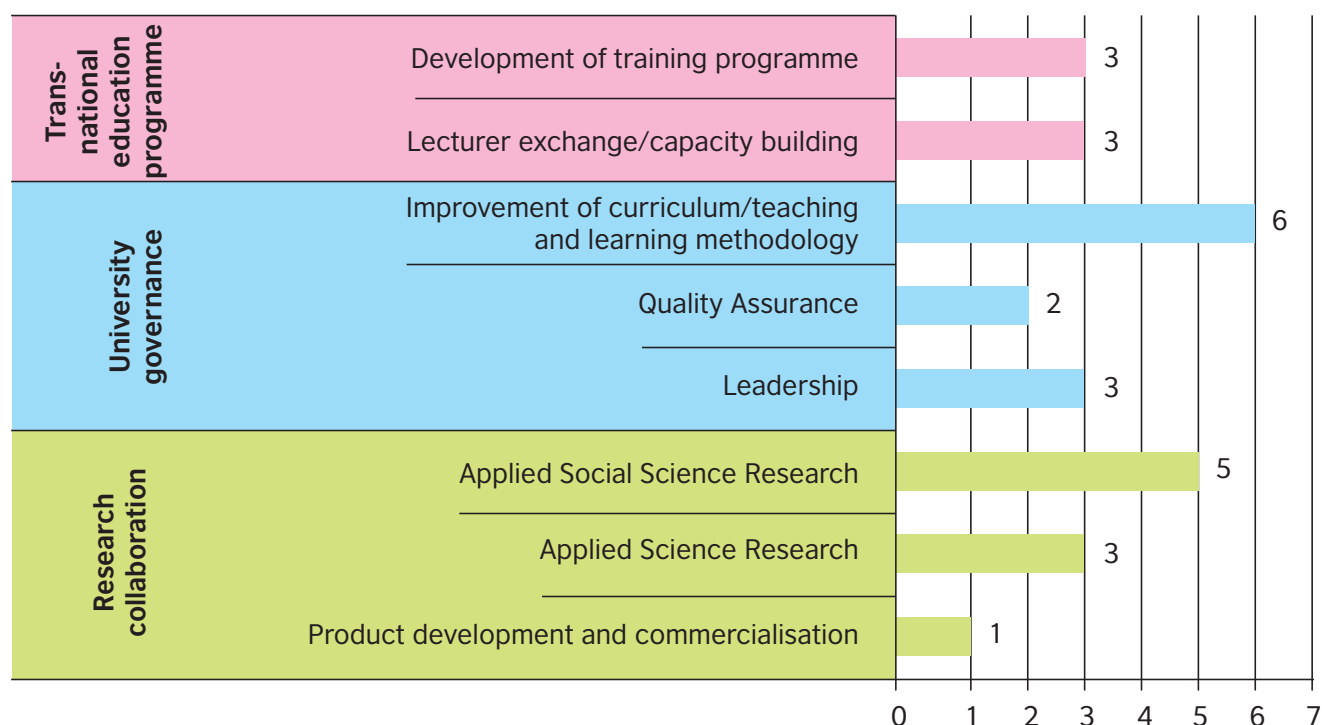 Trans-
national
education
programme
Development of training programme
3
Lecturer exchange/capacity building
3
University
governance
Improvement of curriculum/teaching
and learning methodology
6
Quality Assurance
2
Leadership
3
Research
collaboration
Applied Social Science Research
5
Applied Science Research
3
Product development and commercialisation
1
0 1 2 3 4 5 6 7